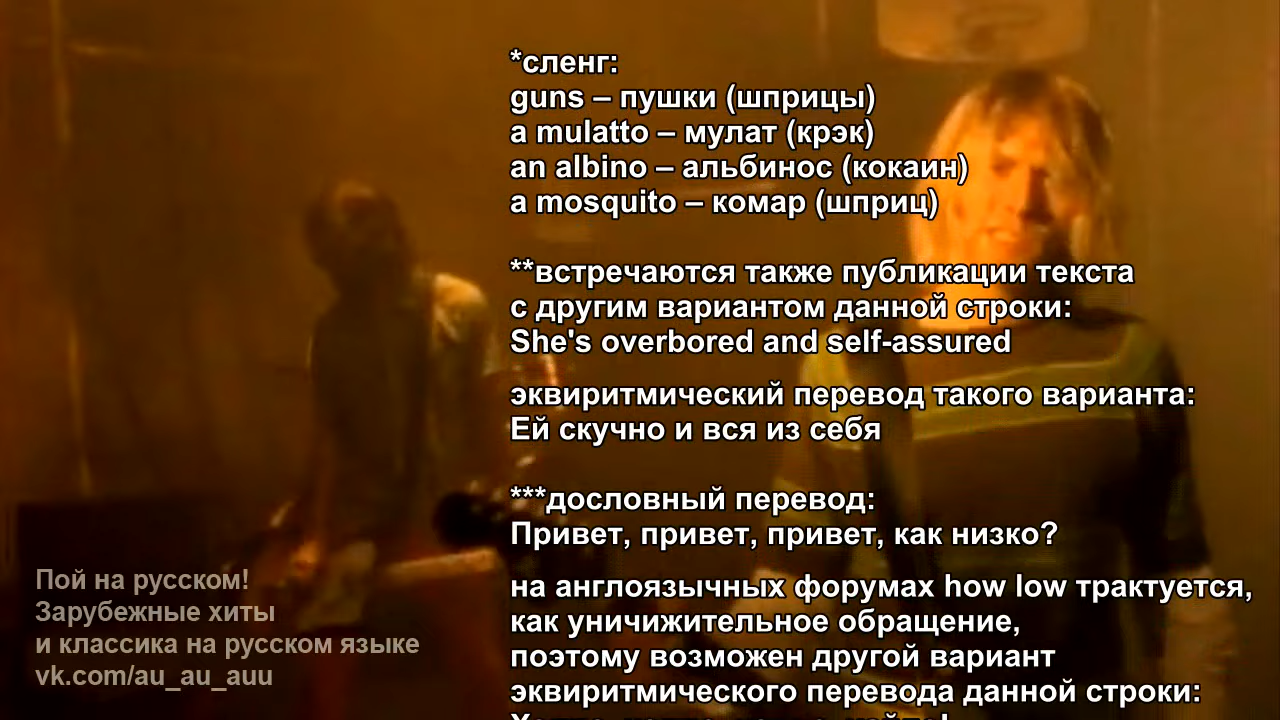 *сленг:
guns – пушки (шприцы)
a mulatto – мулат (крэк)
an albino – альбинос (кокаин)
a mosquito – комар (шприц)
**встречаются также публикации текста
с другим вариантом данной строки:
She's overbored and self-assured
эквиритмический перевод такого варианта:
Ей скучно и вся из себя
***дословный перевод:
Привет, привет, привет, как низко?
на англоязычных форумах how low трактуется,
как уничижительное обращение,
поэтому возможен другой вариант
эквиритмического перевода данной строки:
Пой на русском!
Зарубежные хиты
и классика на русском языке
vk.com/au_au_auu